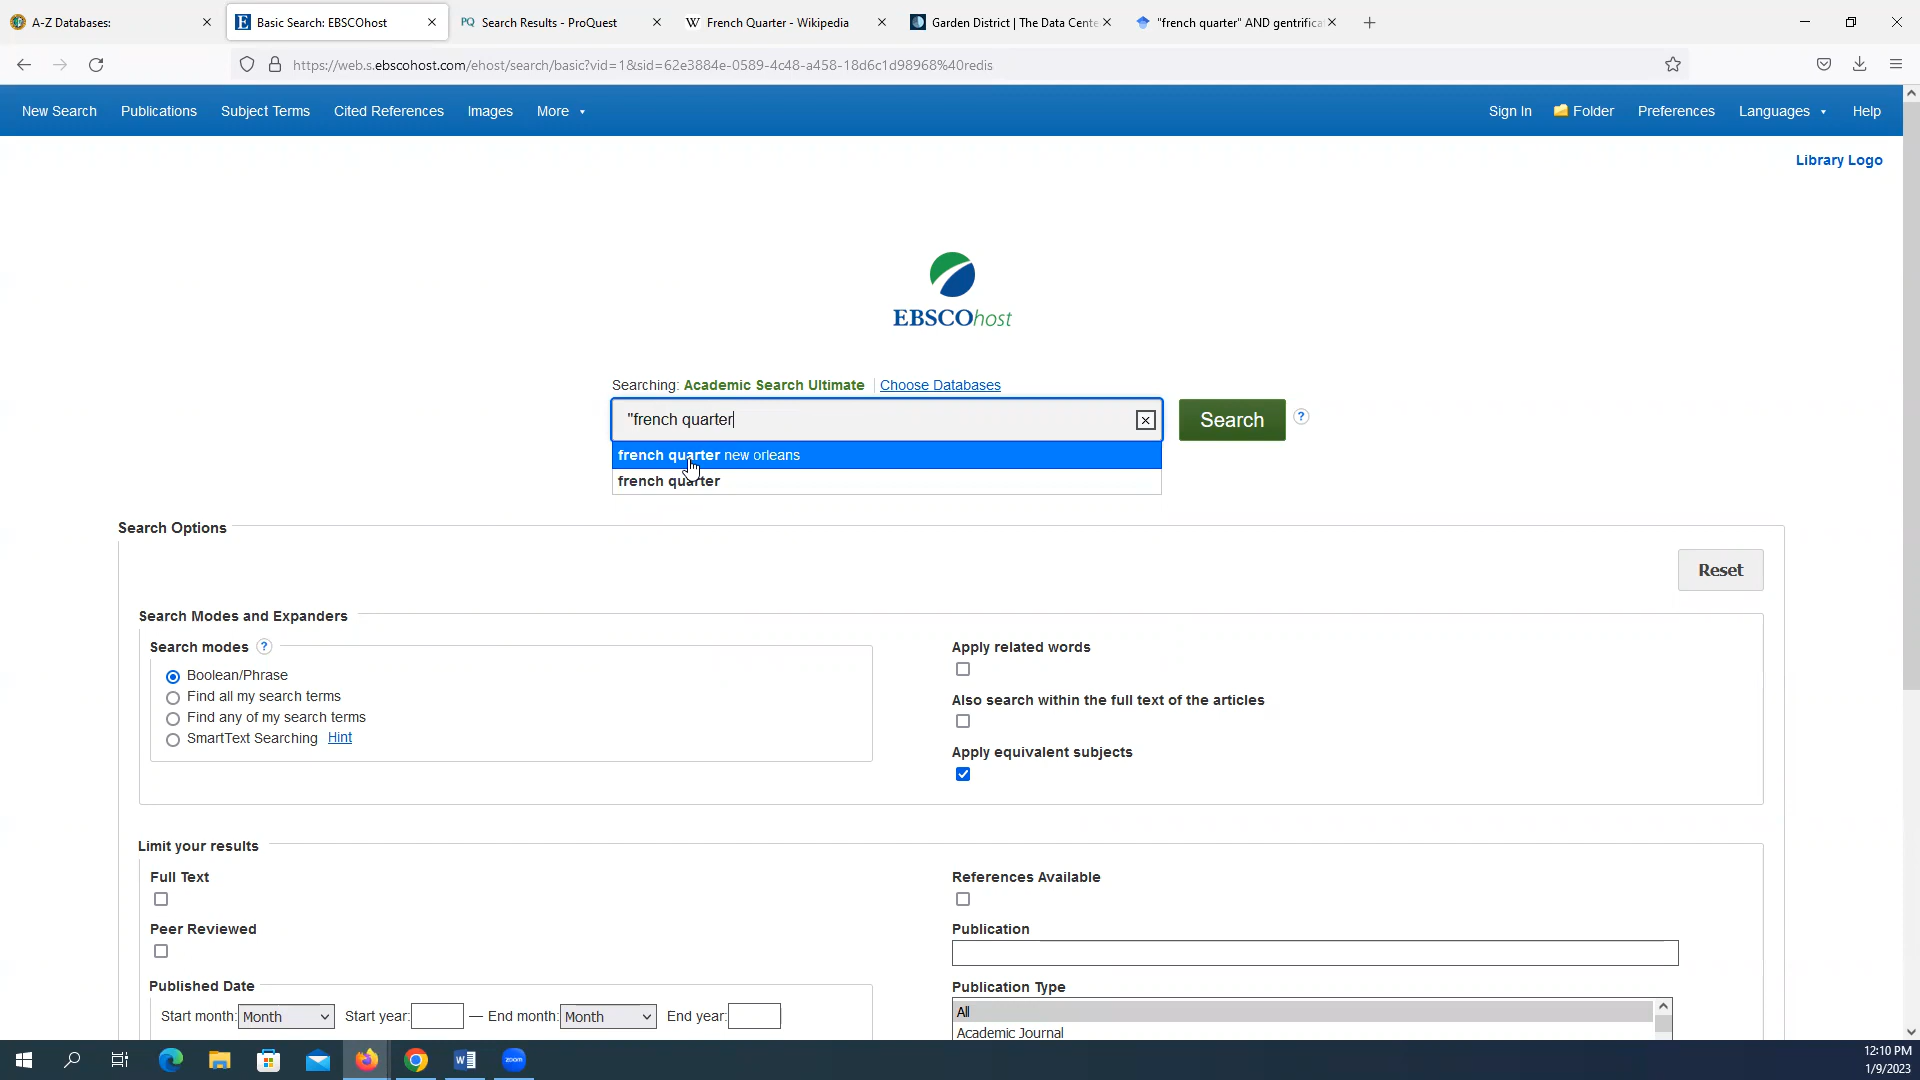 A-Z Databases:
Basic Search: EBSCOhost
PQ Search Results - ProQuest
W French Quarter - Wikipedia
Garden District | The Data Cente
"french quarter" AND gentrifica
https://web.s.ebscohost.com/ehost/search/basic?vid=1&sid=62e3884e-0589-4c48-a458-18d6c1d98968%40redis
New Search Publications Subject Terms Cited References Images More
Sign In Folder Preferences Languages Help
Library Logo
EBSCOhost
Searching: Academic Search Ultimate Choose Databases
"french quarter
Search
?
french quarter new orleans
french quarter
Search Options
Reset
Search Modes and Expanders
Search modes ?
Boolean/Phrase
Find all my search terms
Find any of my search terms
SmartText Searching Hint
Apply related words
Also search within the full text of the articles
Apply equivalent subjects
Limit your results
Full Text
Peer Reviewed
Published Date
Start month: Month Start year: — End month: Month End year:
References Available
Publication
Publication Type
All
Academic Journal
zoom
12:10 PM
1/9/2023